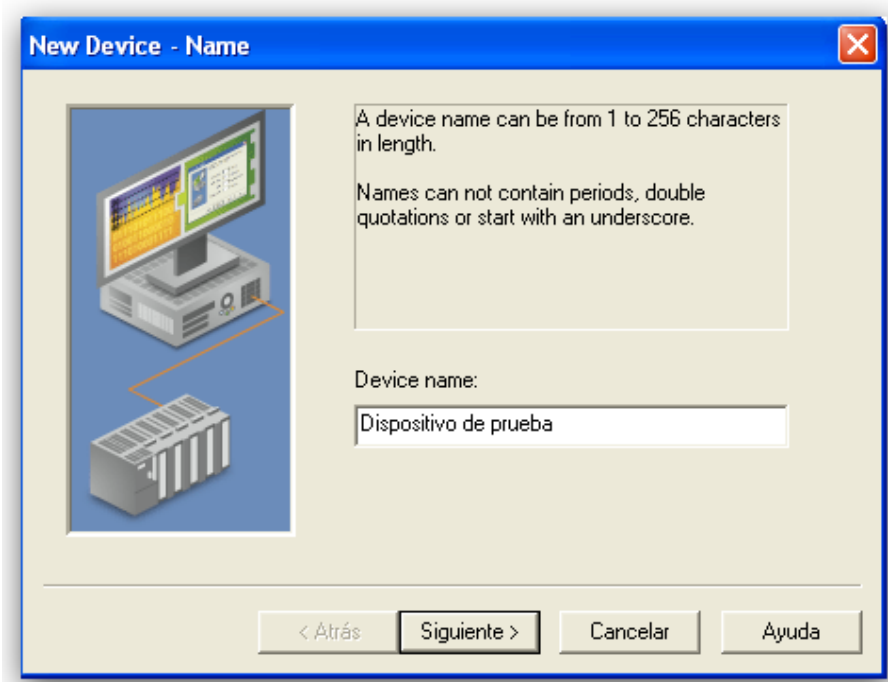 New Device - Name
A device name can be from 1 to 256 characters
in length.
Names can not contain periods, double
quotations or start with an underscore.
Device name:
Dispositivo de prueba
< Atrás
Siguiente >
Cancelar
Ayuda